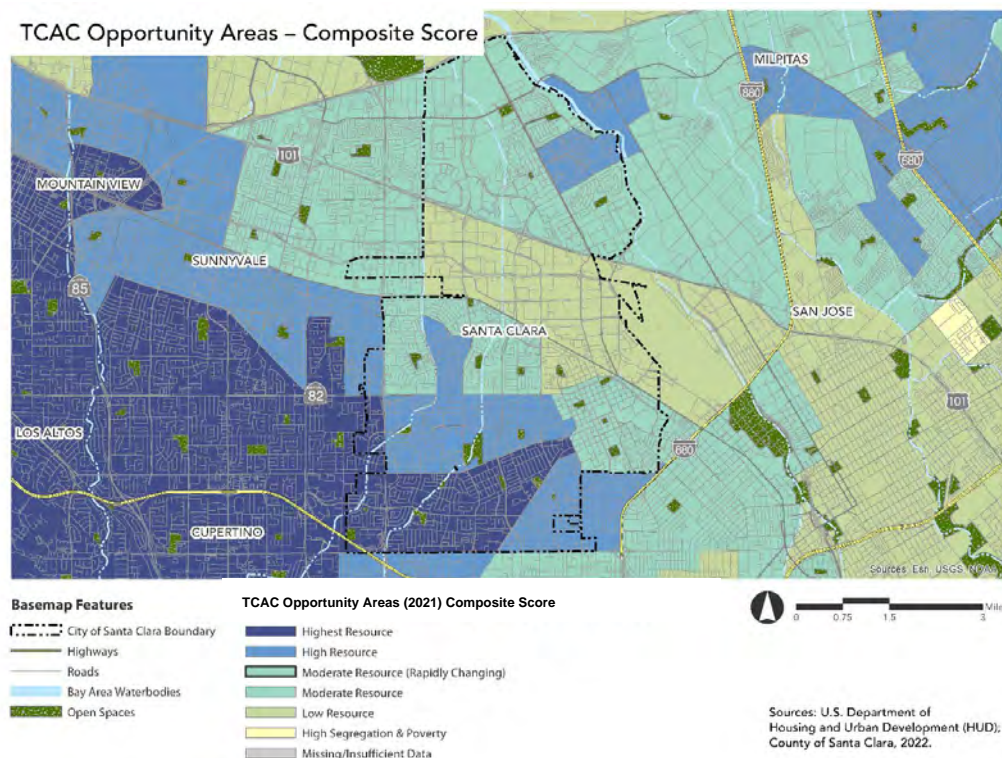 TCAC Opportunity Areas – Composite Score
MILPITAS
880
101
680
MOUNTAIN VIEW
SUNNYVALE
85
SANTA CLARA
SAN JOSE
82
101
LOS ALTOS
880
CUPERTINO
Sources: Esri, USGS, NOAA
Basemap Features
City of Santa Clara Boundary
Highways
Roads
Bay Area Waterbodies
Open Spaces
TCAC Opportunity Areas (2021) Composite Score
Highest Resource
High Resource
Moderate Resource (Rapidly Changing)
Moderate Resource
Low Resource
High Segregation & Poverty
Missing/Insufficient Data
0 0.75 1.5 3 Miles
Sources: U.S. Department of
Housing and Urban Development (HUD);
County of Santa Clara, 2022.